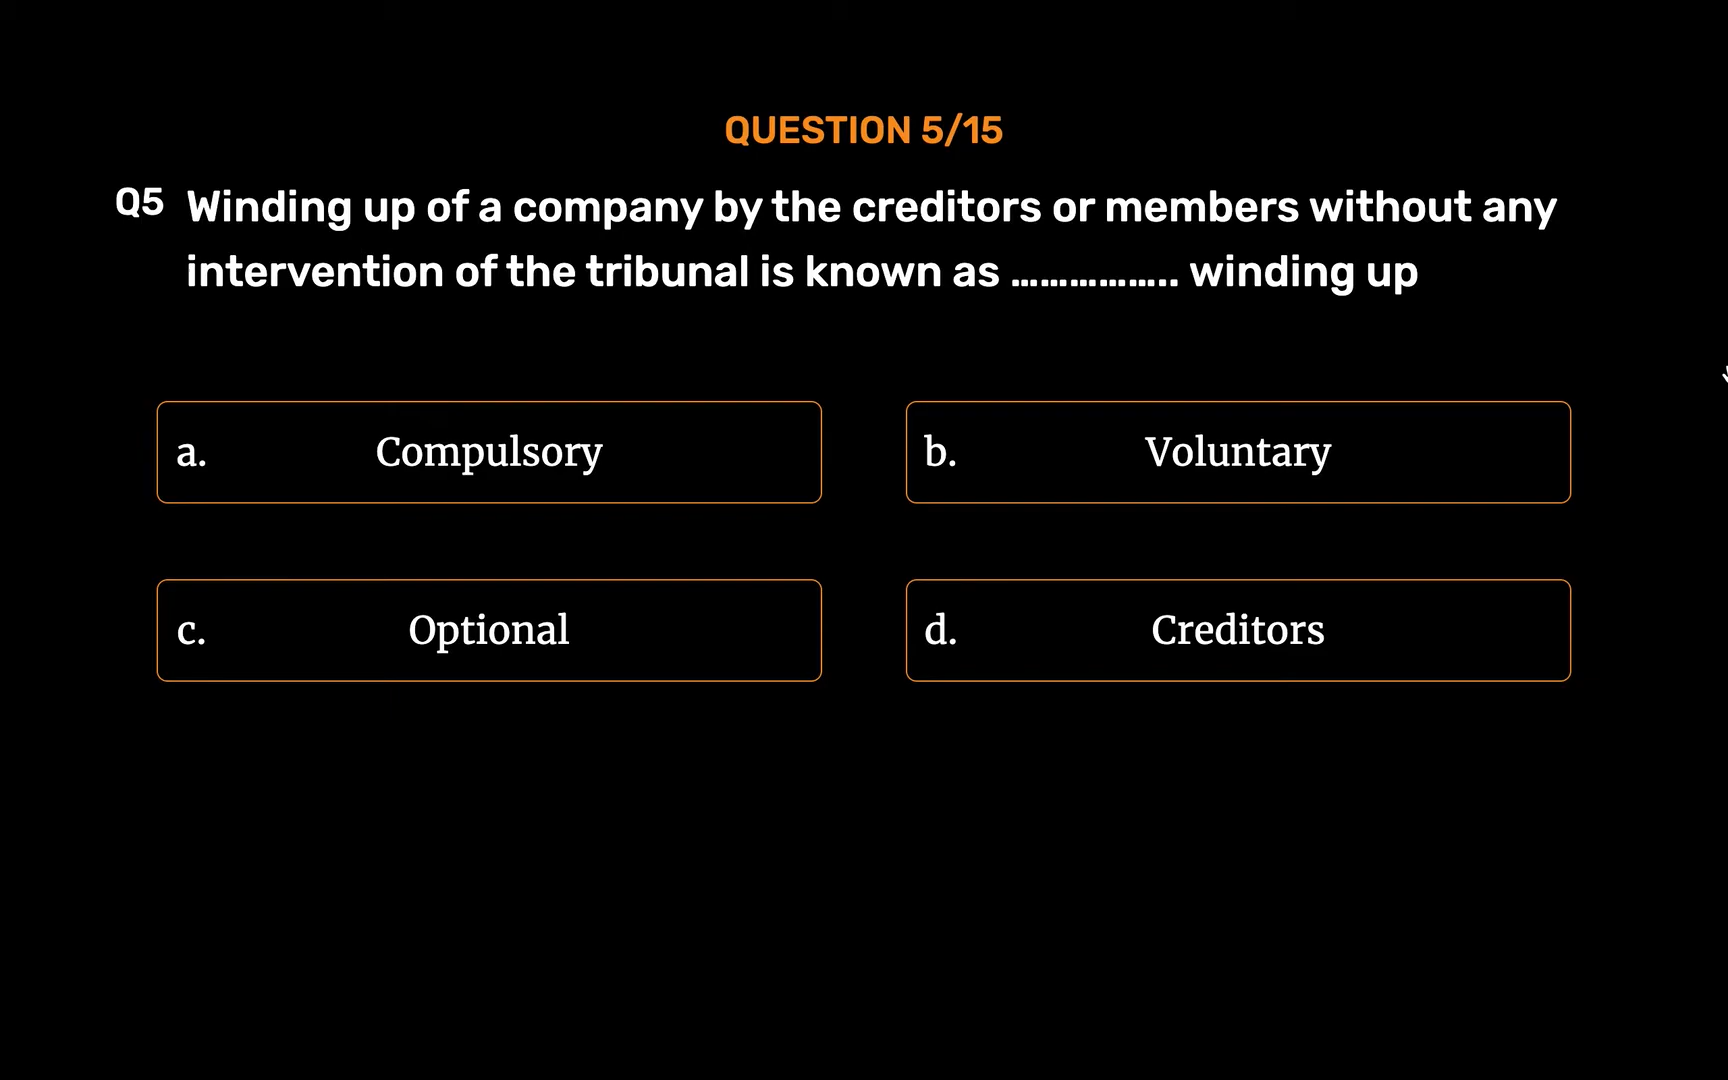 QUESTION 5/15
Q5 Winding up of a company by the creditors or members without any
intervention of the tribunal is known as ................. winding up
a. Compulsory
b. Voluntary
c. Optional
d. Creditors